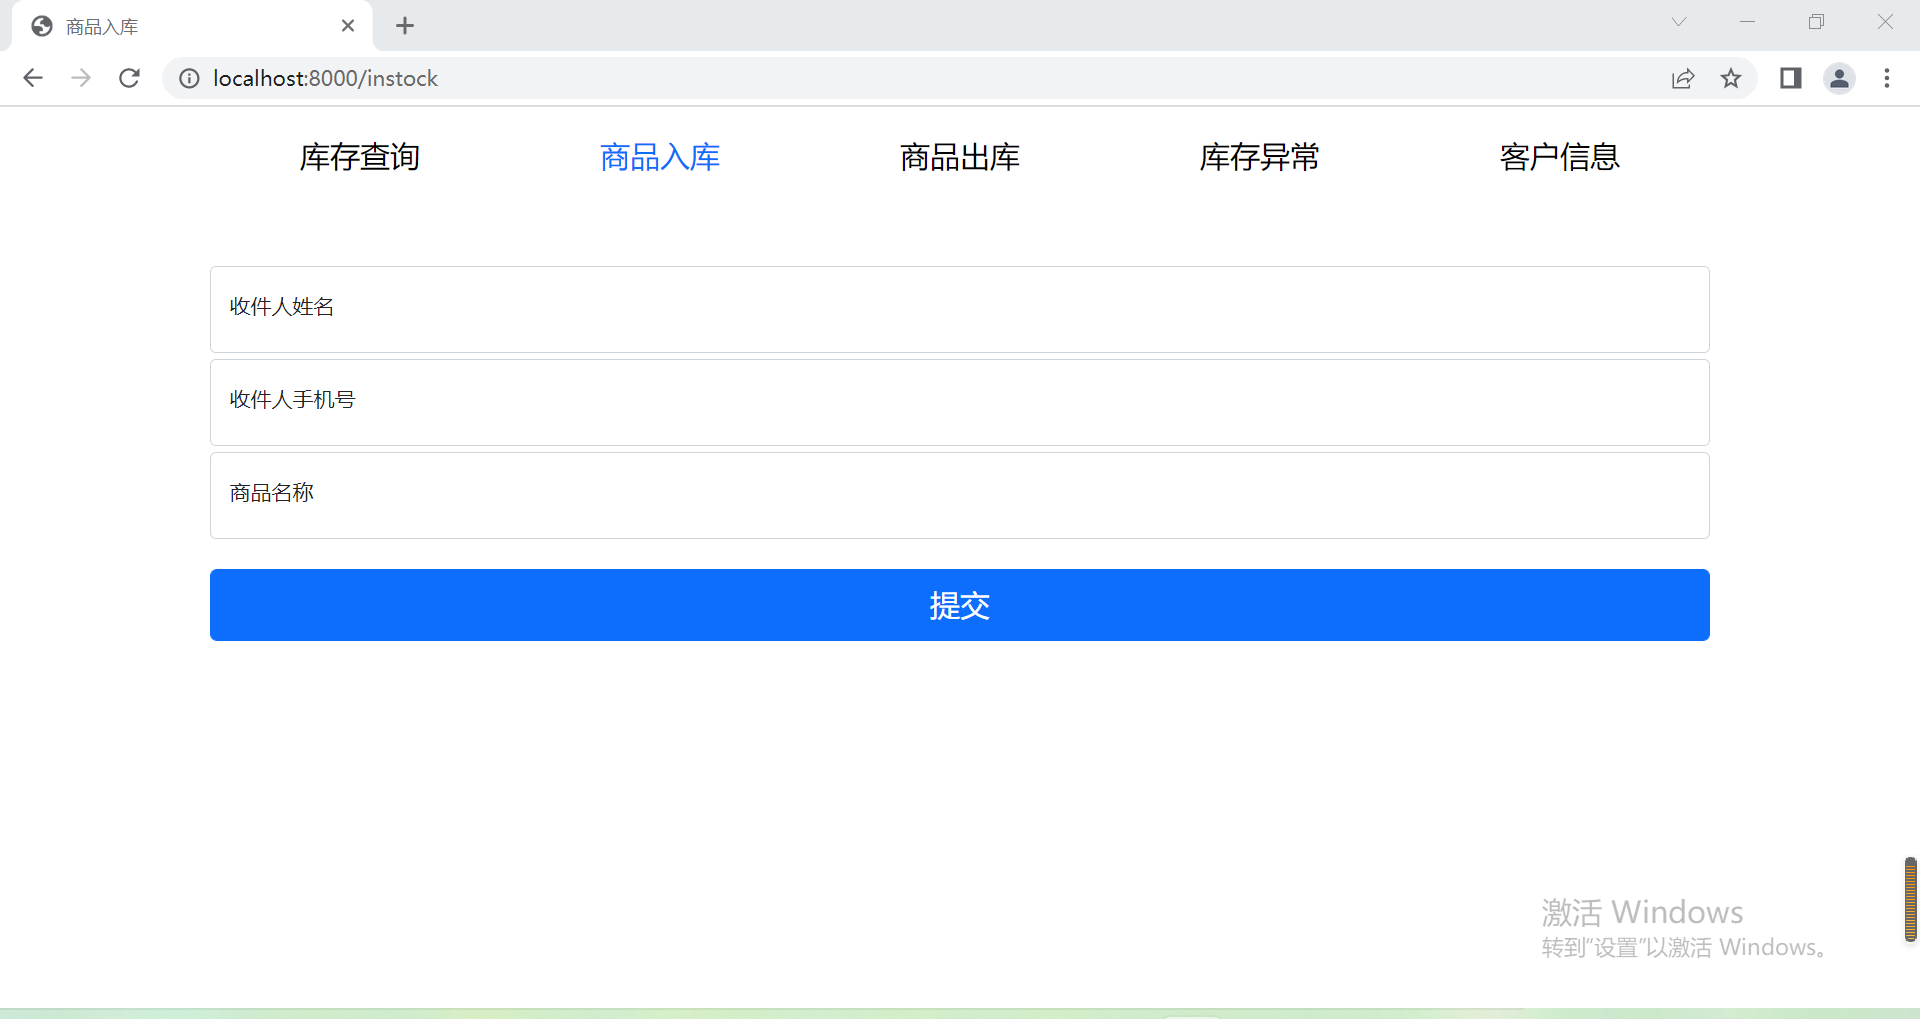 商品入库
localhost:8000/instock
库存查询 商品入库 商品出库 库存异常 客户信息
收件人姓名
收件人手机号
商品名称
提交
激活 Windows
转到“设置”以激活 Windows。